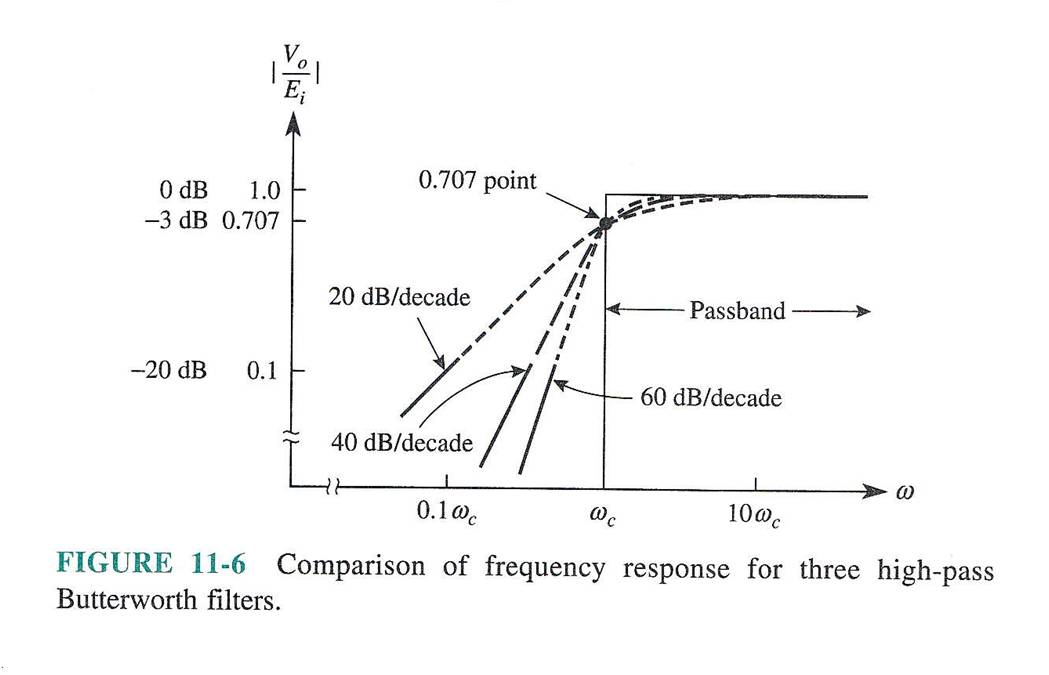 |Vo/Ei|
0 dB 1.0
−3 dB 0.707
0.707 point
20 dB/decade
Passband
−20 dB 0.1
60 dB/decade
40 dB/decade
0.1ωc ωc 10ωc ω
FIGURE 11-6 Comparison of frequency response for three high-pass
Butterworth filters.